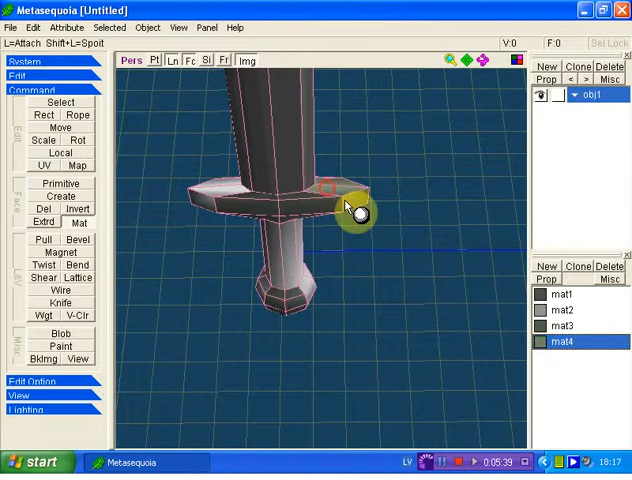 Metasequoia [Untitled]
File Edit Attribute Selected Object View Panel Help
L=Attach Shift+L=Spoit V:0 F:0 Sel Lock
System
Edit
Command
Edit
Select
Rect Rope
Move
Scale Rot
Local
UV Map
Face
Primitive
Create
Del Invert
Extrd Mat
L&V
Pull Bevel
Magnet
Twist Bend
Shear Lattice
Wire
Knife
Wgt V-Clr
Misc
Blob
Paint
BkImg View
Edit Option
View
Lighting
Pers Pt Ln Fc Si Fr Img
New Clone Delete
Prop < > Misc
obj1
New Clone Delete
Prop Misc
mat1
mat2
mat3
mat4
start Metasequoia LV 0:05:39 18:17